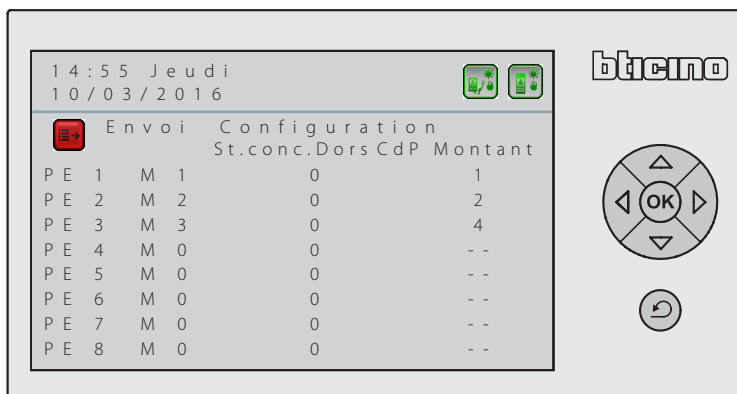 14:55 Jeudi
10/03/2016
bticino
Envoi Configuration
St.conc.Dors CdP Montant
PE 1 M 1 0 1
PE 2 M 2 0 2
PE 3 M 3 0 4
PE 4 M 0 0 --
PE 5 M 0 0 --
PE 6 M 0 0 --
PE 7 M 0 0 --
PE 8 M 0 0 --
OK